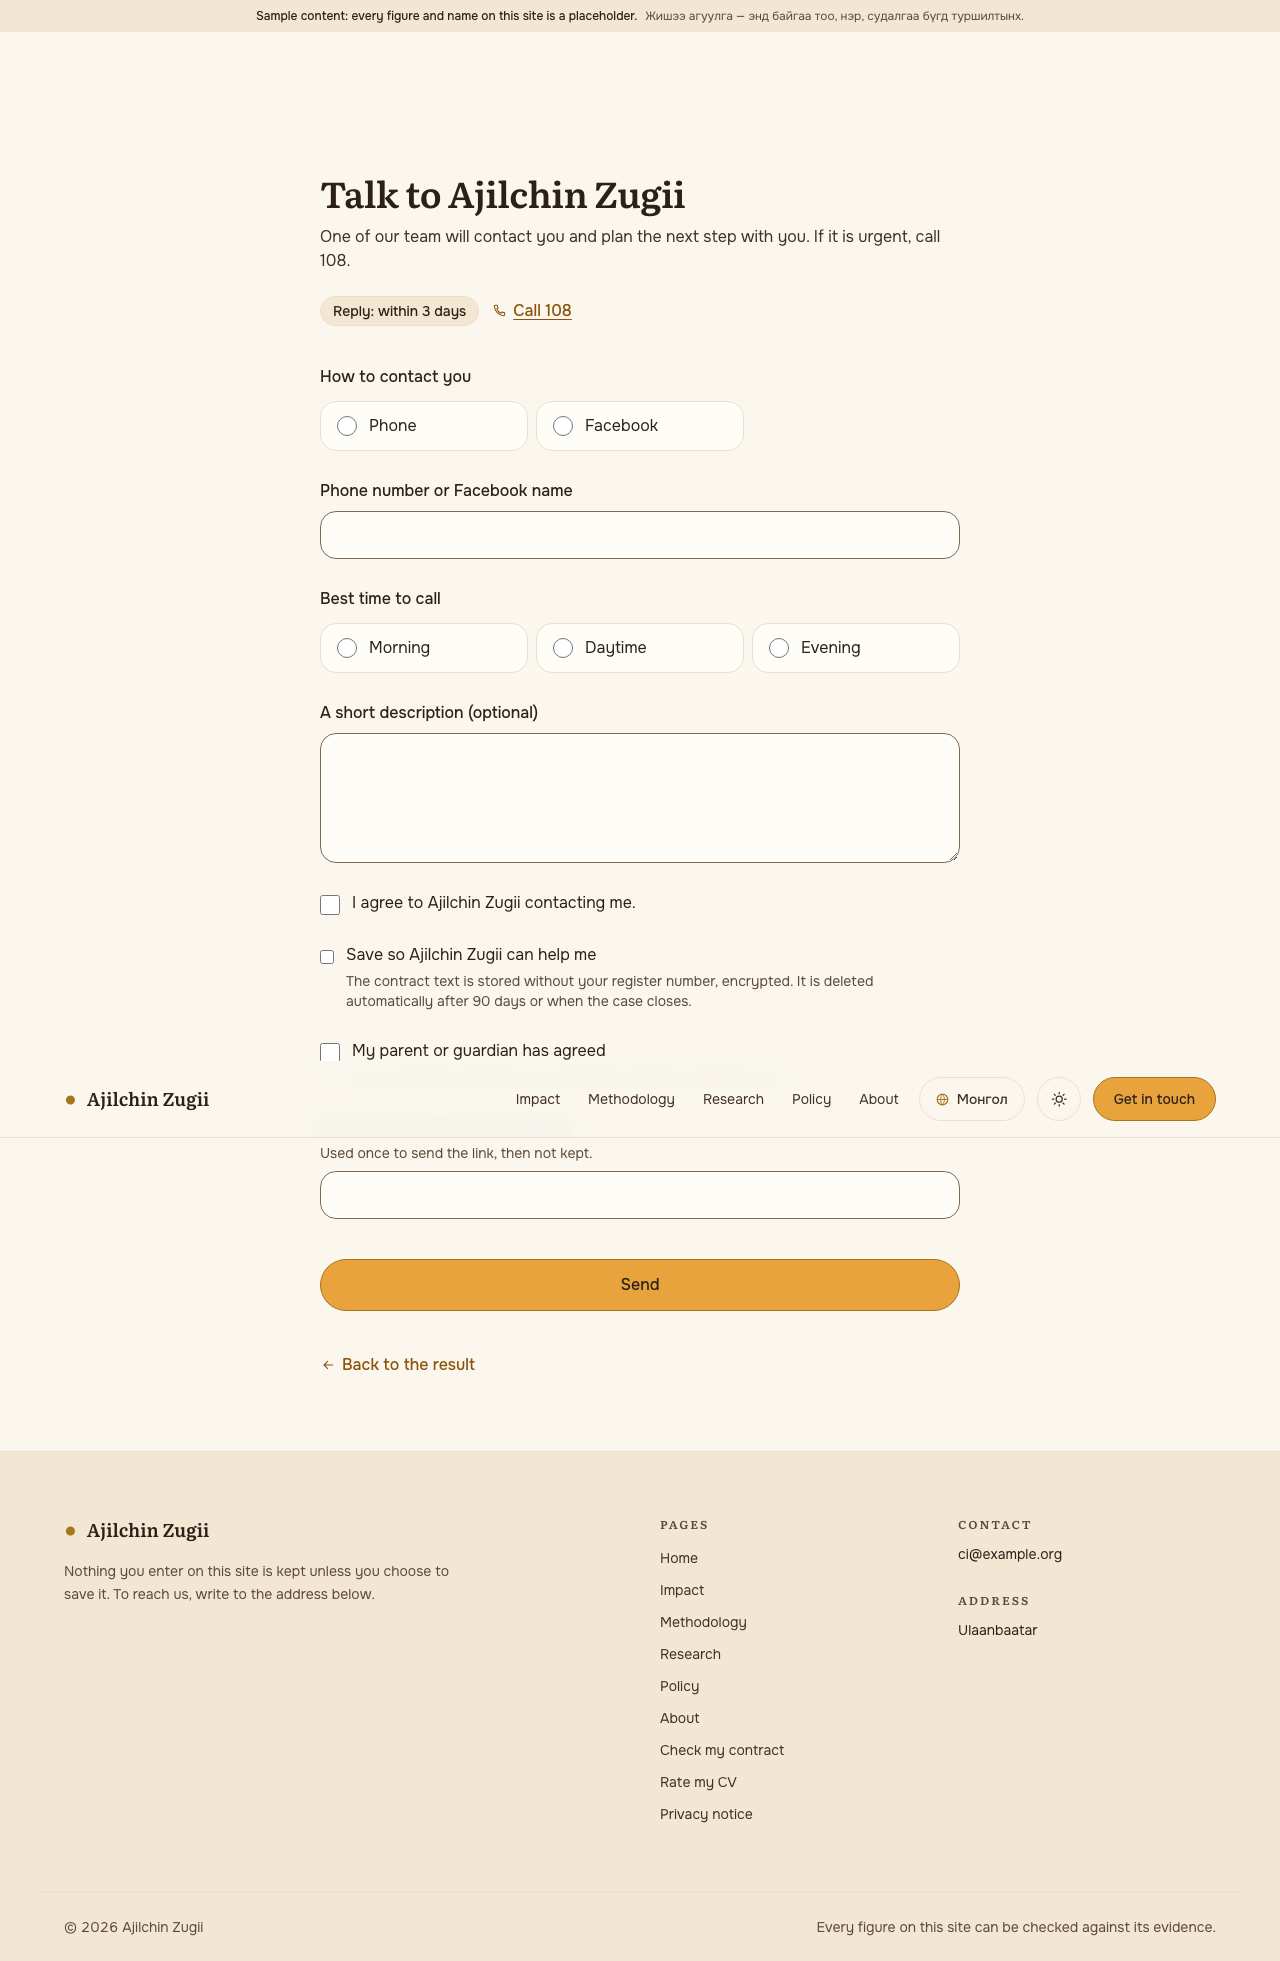 Sample content: every figure and name on this site is a placeholder. Жишээ агуулга — энд байгаа тоо, нэр, судалгаа бүгд туршилтынх.
Talk to Ajilchin Zugii
One of our team will contact you and plan the next step with you. If it is urgent, call
108.
Reply: within 3 days
Call 108
How to contact you
Phone
Facebook
Phone number or Facebook name
Best time to call
Morning
Daytime
Evening
A short description (optional)
I agree to Ajilchin Zugii contacting me.
Save so Ajilchin Zugii can help me
The contract text is stored without your register number, encrypted. It is deleted
automatically after 90 days or when the case closes.
My parent or guardian has agreed
Ajilchin Zugii
Impact
Methodology
Research
Policy
About
Монгол
Get in touch
Used once to send the link, then not kept.
Send
← Back to the result
Ajilchin Zugii
Nothing you enter on this site is kept unless you choose to
save it. To reach us, write to the address below.
PAGES
Home
Impact
Methodology
Research
Policy
About
Check my contract
Rate my CV
Privacy notice
CONTACT
ci@example.org
ADDRESS
Ulaanbaatar
© 2026 Ajilchin Zugii
Every figure on this site can be checked against its evidence.